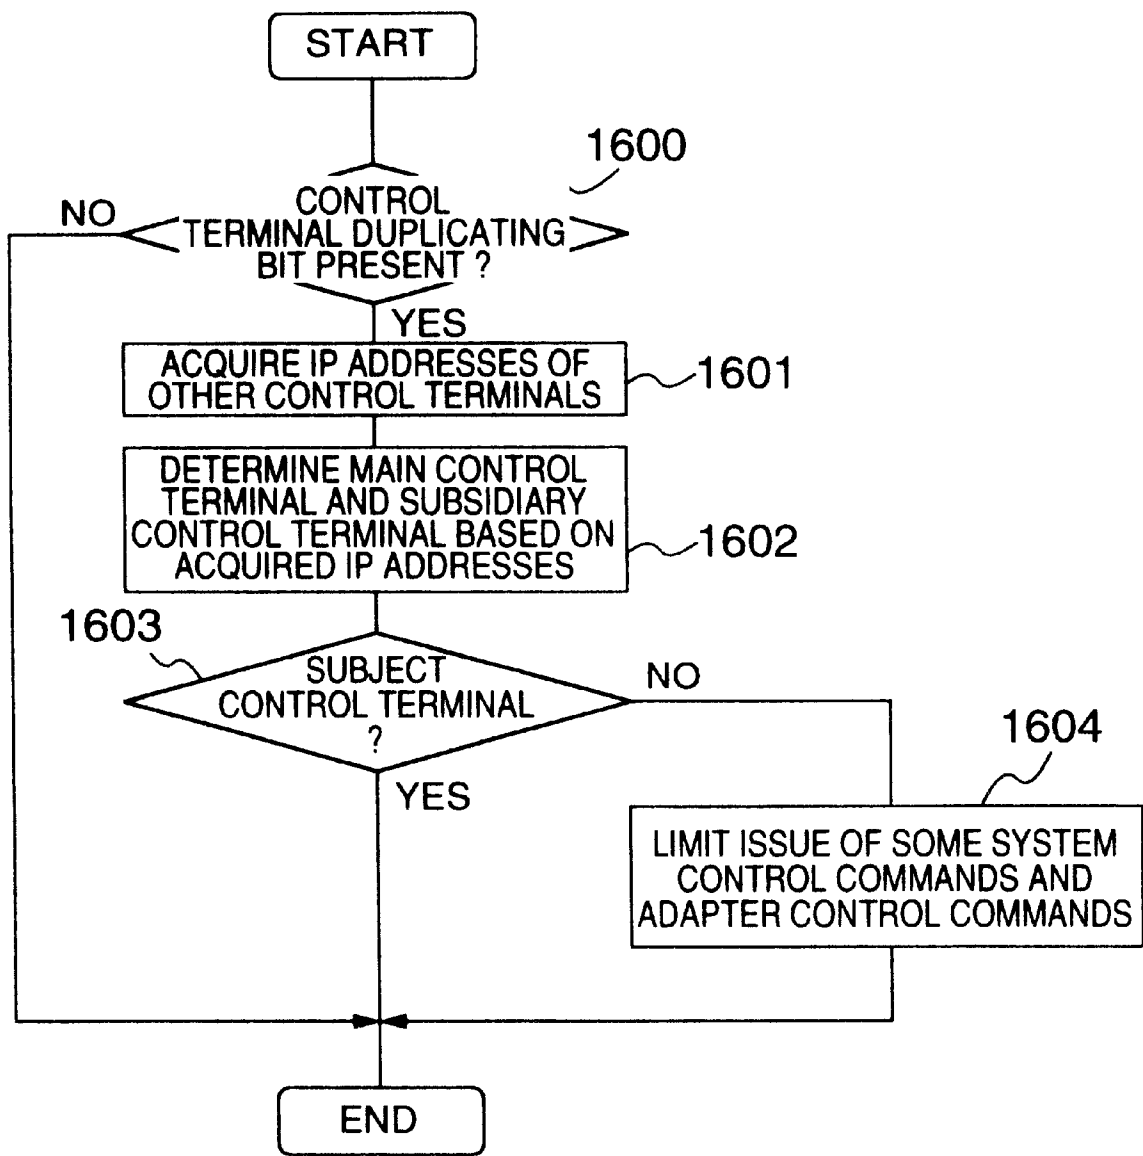 START
1600
NO
CONTROL
TERMINAL DUPLICATING
BIT PRESENT ?
YES
ACQUIRE IP ADDRESSES OF
OTHER CONTROL TERMINALS
1601
DETERMINE MAIN CONTROL
TERMINAL AND SUBSIDIARY
CONTROL TERMINAL BASED ON
ACQUIRED IP ADDRESSES
1602
1603
SUBJECT
CONTROL TERMINAL
?
NO
YES
1604
LIMIT ISSUE OF SOME SYSTEM
CONTROL COMMANDS AND
ADAPTER CONTROL COMMANDS
END